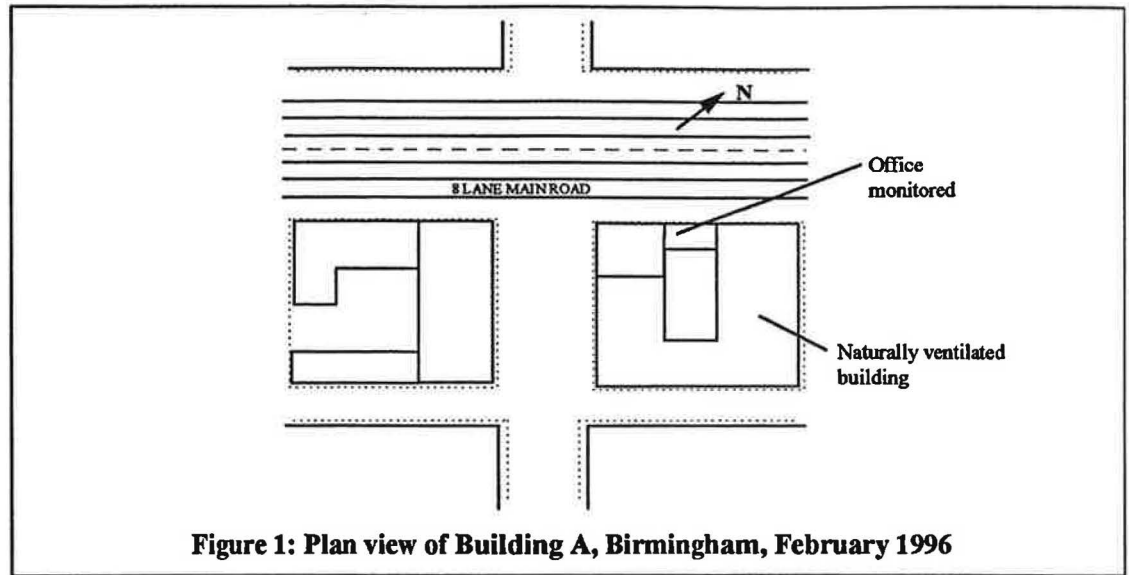 N
Office
monitored
8 LANE MAIN ROAD
Naturally ventilated
building
Figure 1: Plan view of Building A, Birmingham, February 1996